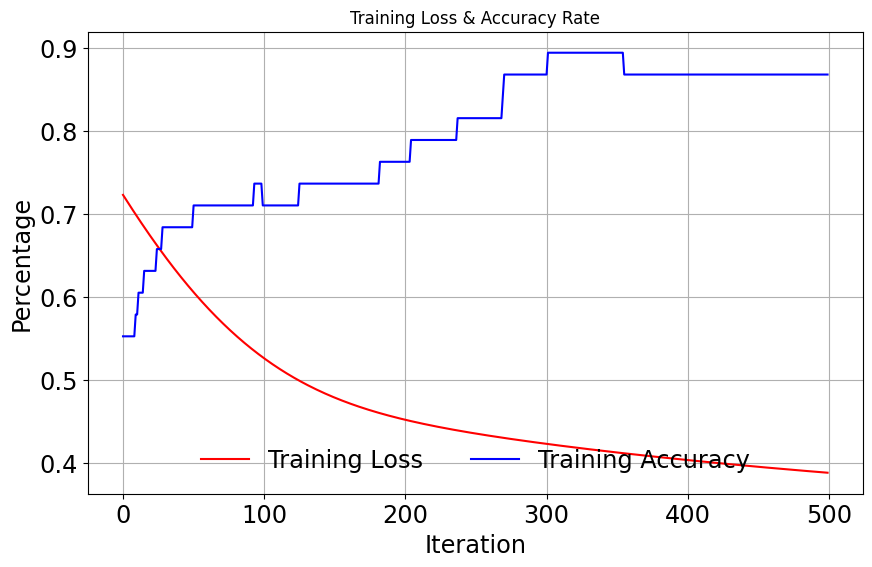 Training Loss & Accuracy Rate
0.9
0.8
0.7
0.6
0.5
0.4
Percentage
Training Loss
Training Accuracy
0
100
200
300
400
500
Iteration